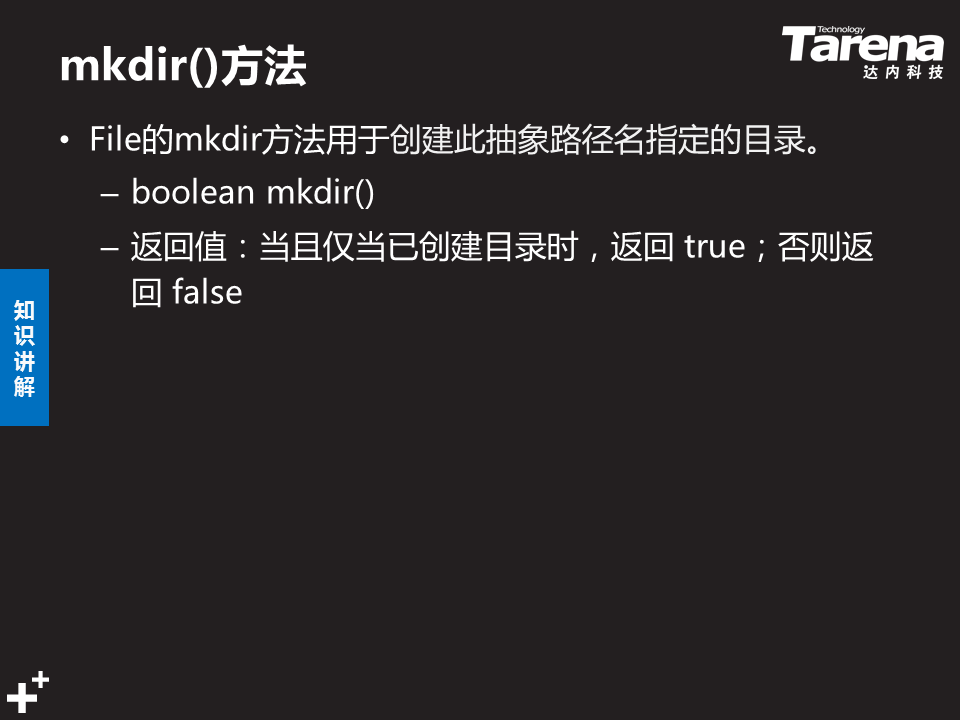 mkdir()方法
Technology
Tarena
达内科技
• File的mkdir方法用于创建此抽象路径名指定的目录。
– boolean mkdir()
– 返回值：当且仅当已创建目录时，返回 true；否则返
回 false
知
识
讲
解